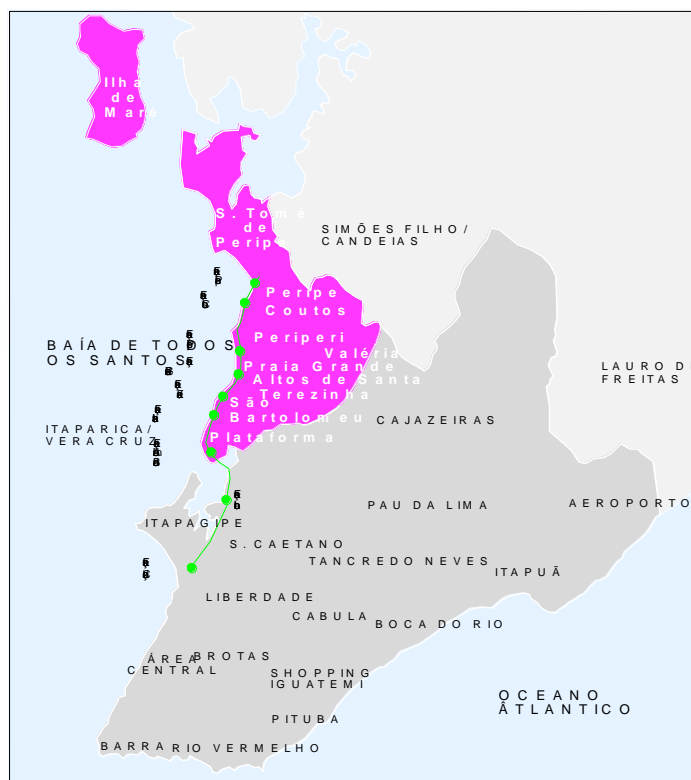 Ilha
de
Maré
S. Tomé
de
Peripe
SIMÕES FILHO/
CANDEIAS
Peripe
Coutos
Periperi
BAÍA DE TODOS
OS SANTOS
Valéria
Praia Grande
Altos de Santa
Terezinha
LAURO DE
FREITAS
São
Bartolomeu
CAJAZEIRAS
ITAPARICA/
VERA CRUZ
Plataforma
PAU DA LIMA
AEROPORTO
ITAPAGIPE
S. CAETANO
TANCREDO NEVES
ITAPUÃ
LIBERDADE
CABULA
BOCA DO RIO
ÁREA
CENTRAL
BROTAS
SHOPPING
IGUATEMI
OCEANO
ÂTLANTICO
PITUBA
BARRA
RIO VERMELHO